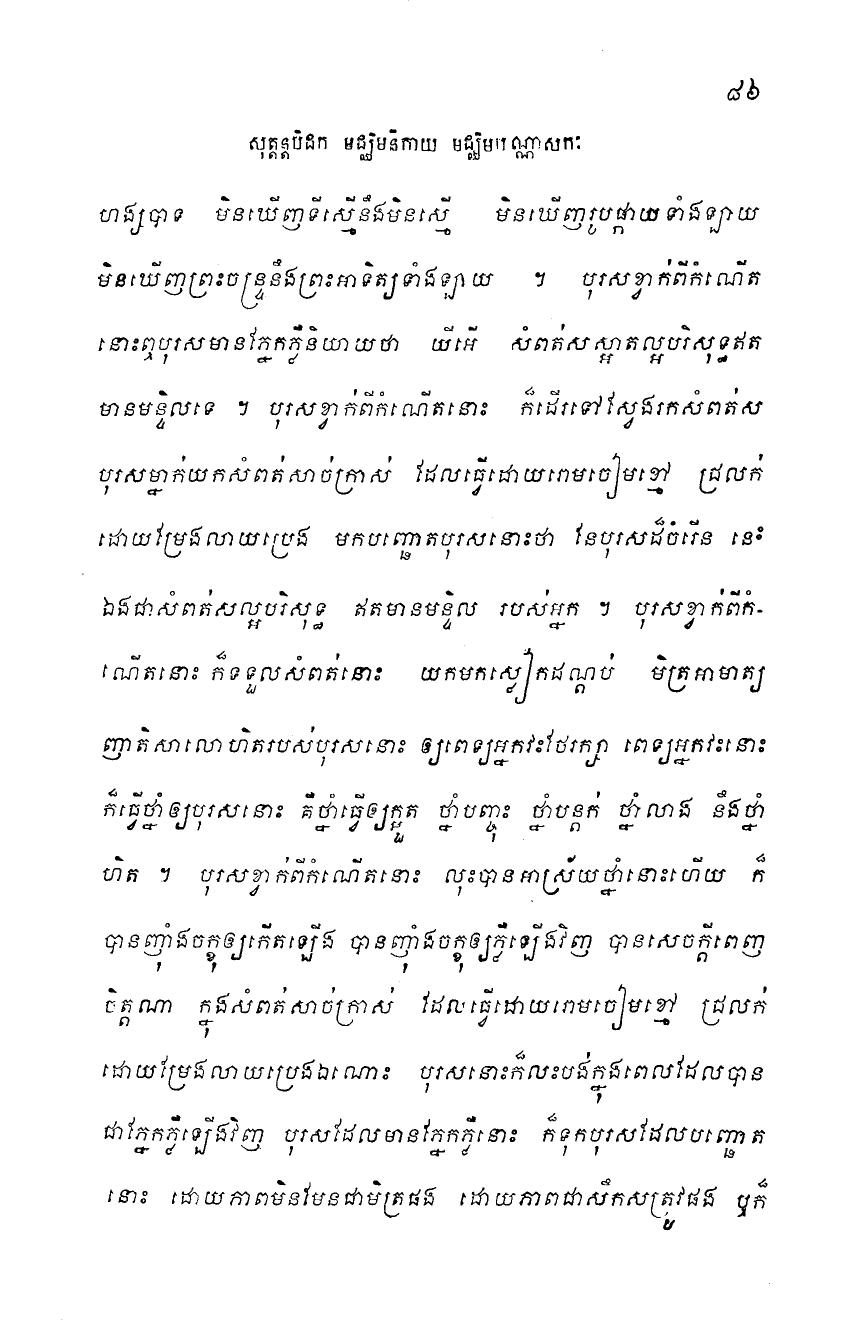 ៨៦
សុត្តន្តបិដក មជ្ឈិមនិកាយ មជ្ឈិមបណ្ណាសកៈ
ហង្សបាទ មិនឃើញទីស្មើនឹងមិនស្មើ មិនឃើញរូបផ្កាយទាំងឡាយ
មិនឃើញព្រះចន្ទ្រនឹងព្រះអាទិត្យទាំងឡាយ ។ បុរសខ្វាក់ពីកំណើត
នោះឮបុរសមានភ្នែកភ្លឺនិយាយថា យីអើ សំពត់សស្អាតល្អបរិសុទ្ធឥត
មានមន្ទិលទេ ។ បុរសខ្វាក់ពីកំណើតនោះ ក៏ដើរទៅស្វែងរកសំពត់ស
បុរសម្នាក់យកសំពត់សាច់គ្រាស់ ដែលធ្វើដោយរោមចៀមខ្មៅ ជ្រលក់
ដោយម្រែងលាយប្រេង មកបញ្ឆោតបុរសនោះថា នែបុរសដ៏ចំរើន នេះ
ឯងជាសំពត់សល្អបរិសុទ្ធ ឥតមានមន្ទិល របស់អ្នក ។ បុរសខ្វាក់ពីកំ-
ណើតនោះ ក៏ទទួលសំពត់នោះ យកមកស្លៀកដណ្តប់ មិត្រអាមាត្យ
ញាតិសាលោហិតរបស់បុរសនោះ ឲ្យពេទ្យអ្នកវះថែរក្សា ពេទ្យអ្នកវះនោះ
ក៏ធ្វើថ្នាំឲ្យបុរសនោះ គឺថ្នាំធ្វើឲ្យក្អួត ថ្នាំបញ្ចុះ ថ្នាំបន្តក់ ថ្នាំលាង នឹងថ្នាំ
ហិត ។ បុរសខ្វាក់ពីកំណើតនោះ លុះបានអាស្រ័យថ្នាំនោះហើយ ក៏
បានញុំាងចក្ខុឲ្យកើតឡើង បានញុំាងចក្ខុឲ្យភ្លឺឡើងវិញ បានសេចក្តីពេញ
ចិត្តណា ក្នុងសំពត់សាច់គ្រាស់ ដែលធ្វើដោយរោមចៀមខ្មៅ ជ្រលក់
ដោយម្រែងលាយប្រេងឯណោះ បុរសនោះក៏លះបង់ក្នុងពេលដែលបាន
ជាភ្នែកភ្លឺឡើងវិញ បុរសដែលមានភ្នែកភ្លឺនោះ ក៏ទុកបុរសដែលបញ្ឆោត
នោះ ដោយភាពមិនមែនជាមិត្រផង ដោយភាពជាសឹកសត្រូវផង ឬក៏